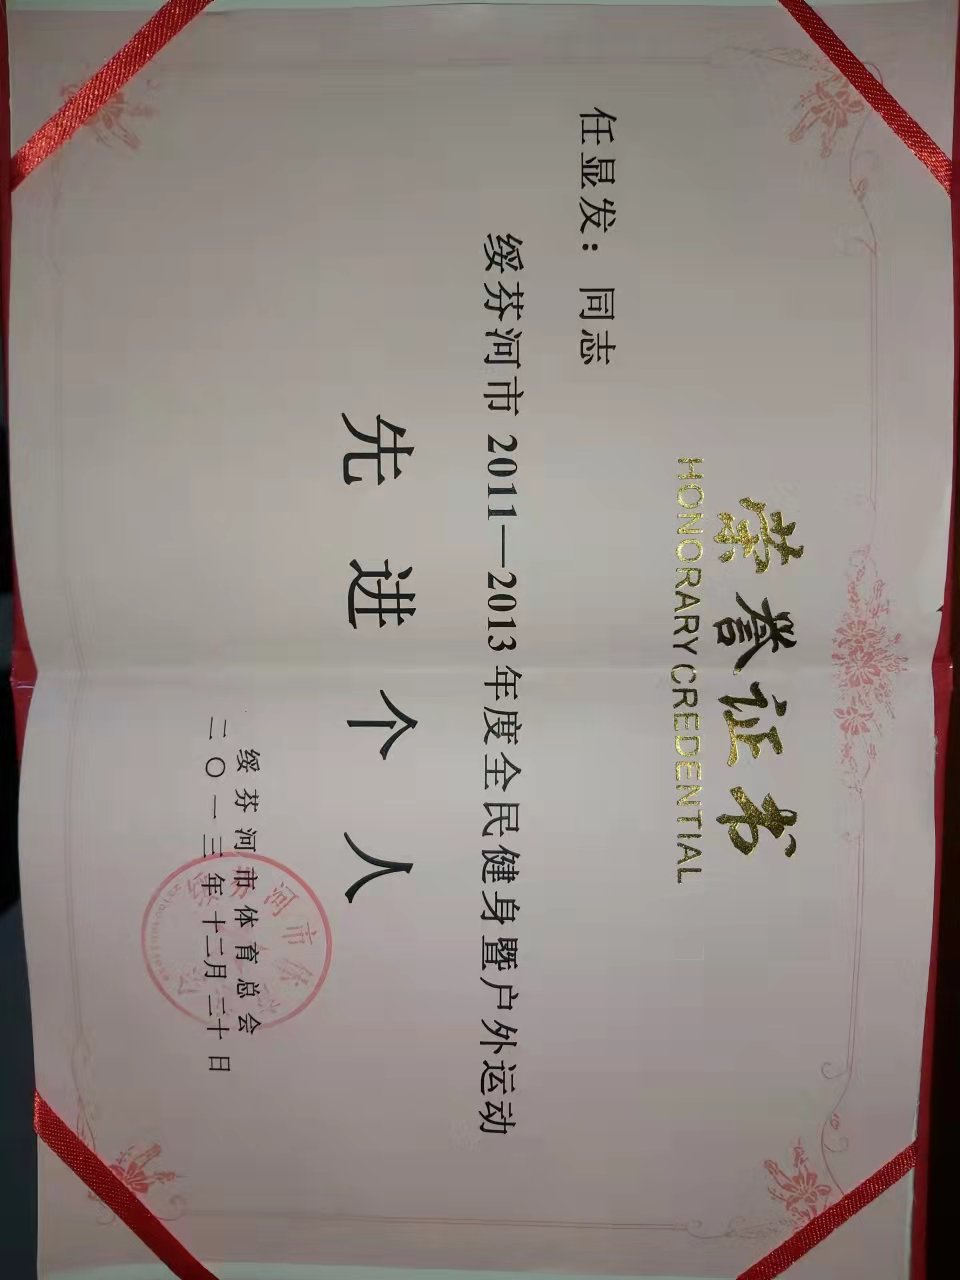 荣誉证书
HONORARY CREDENTIAL
任显发：同志
绥芬河市 2011—2013 年度全民健身暨户外运动
先进个人
绥芬河市体育总会
二〇一三年十二月二十日